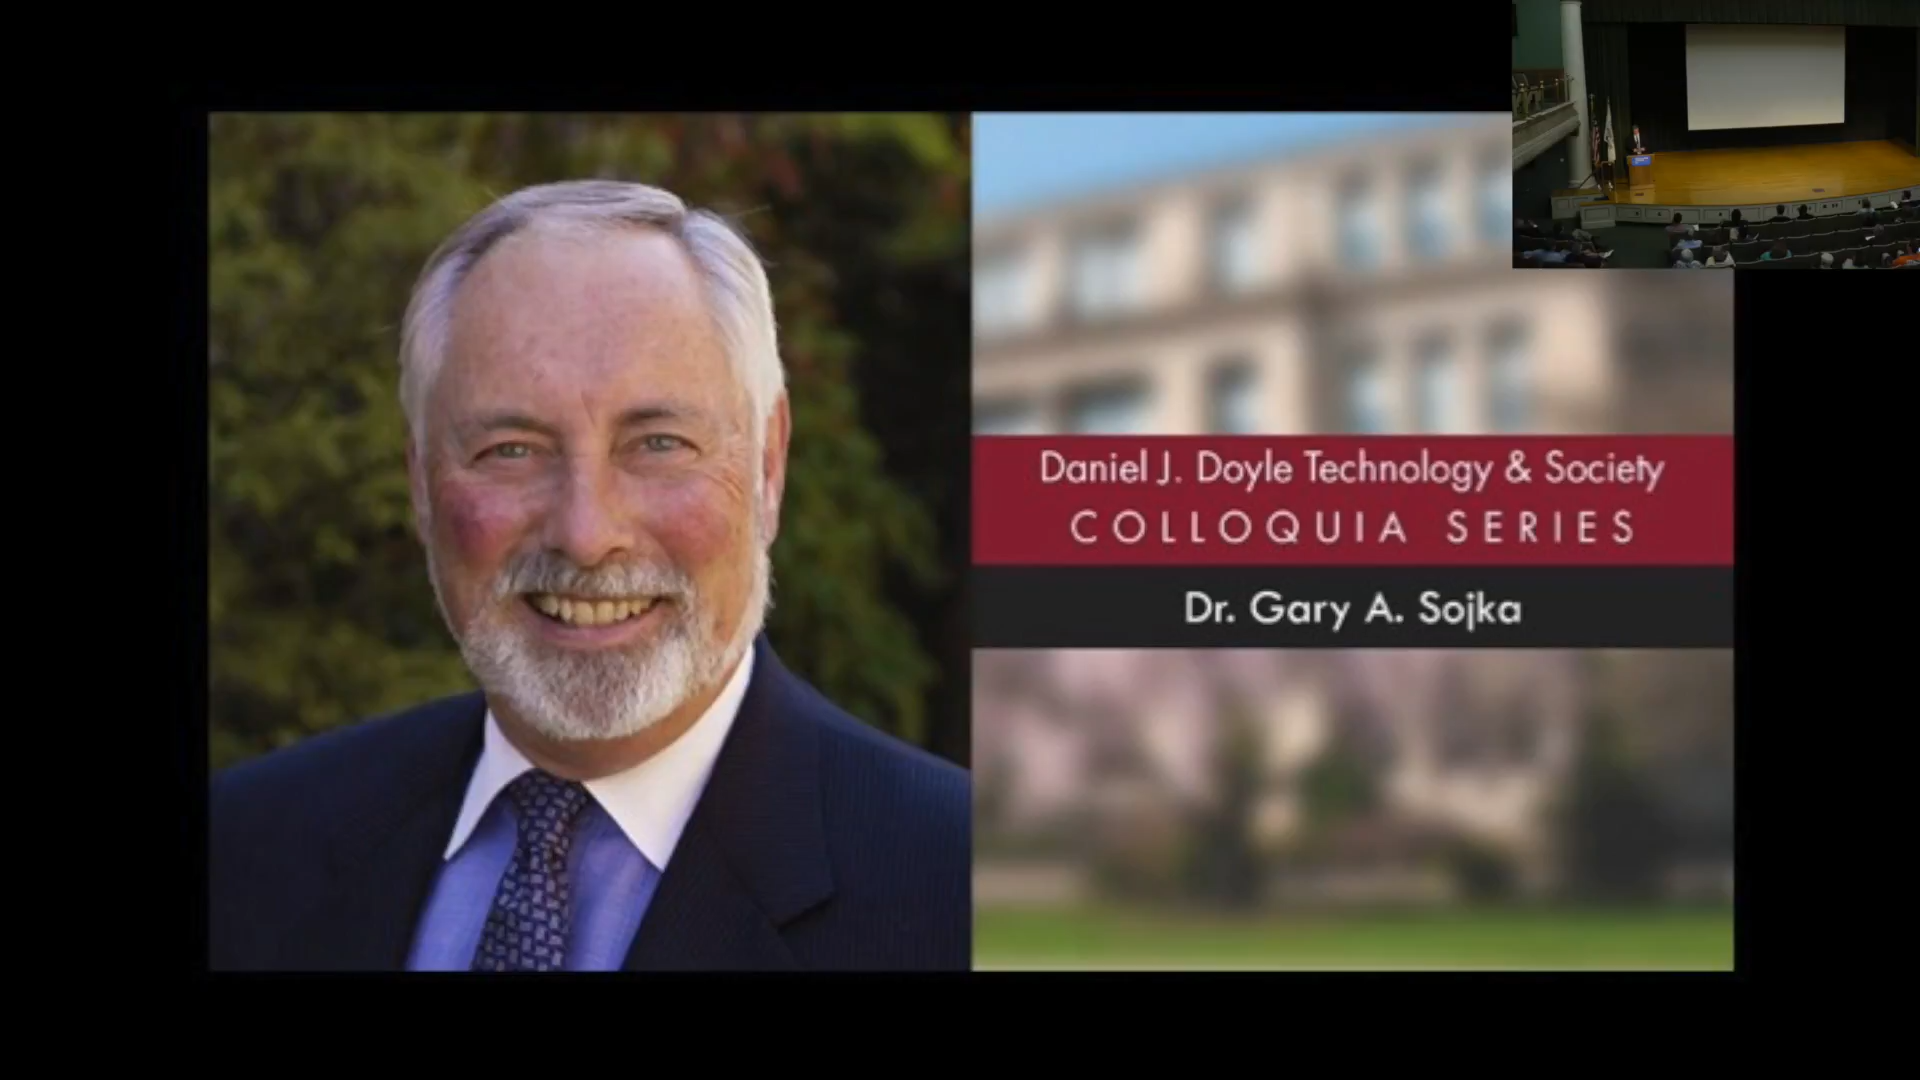 Daniel J. Doyle Technology & Society
COLLOQUIA SERIES
Dr. Gary A. Sojka